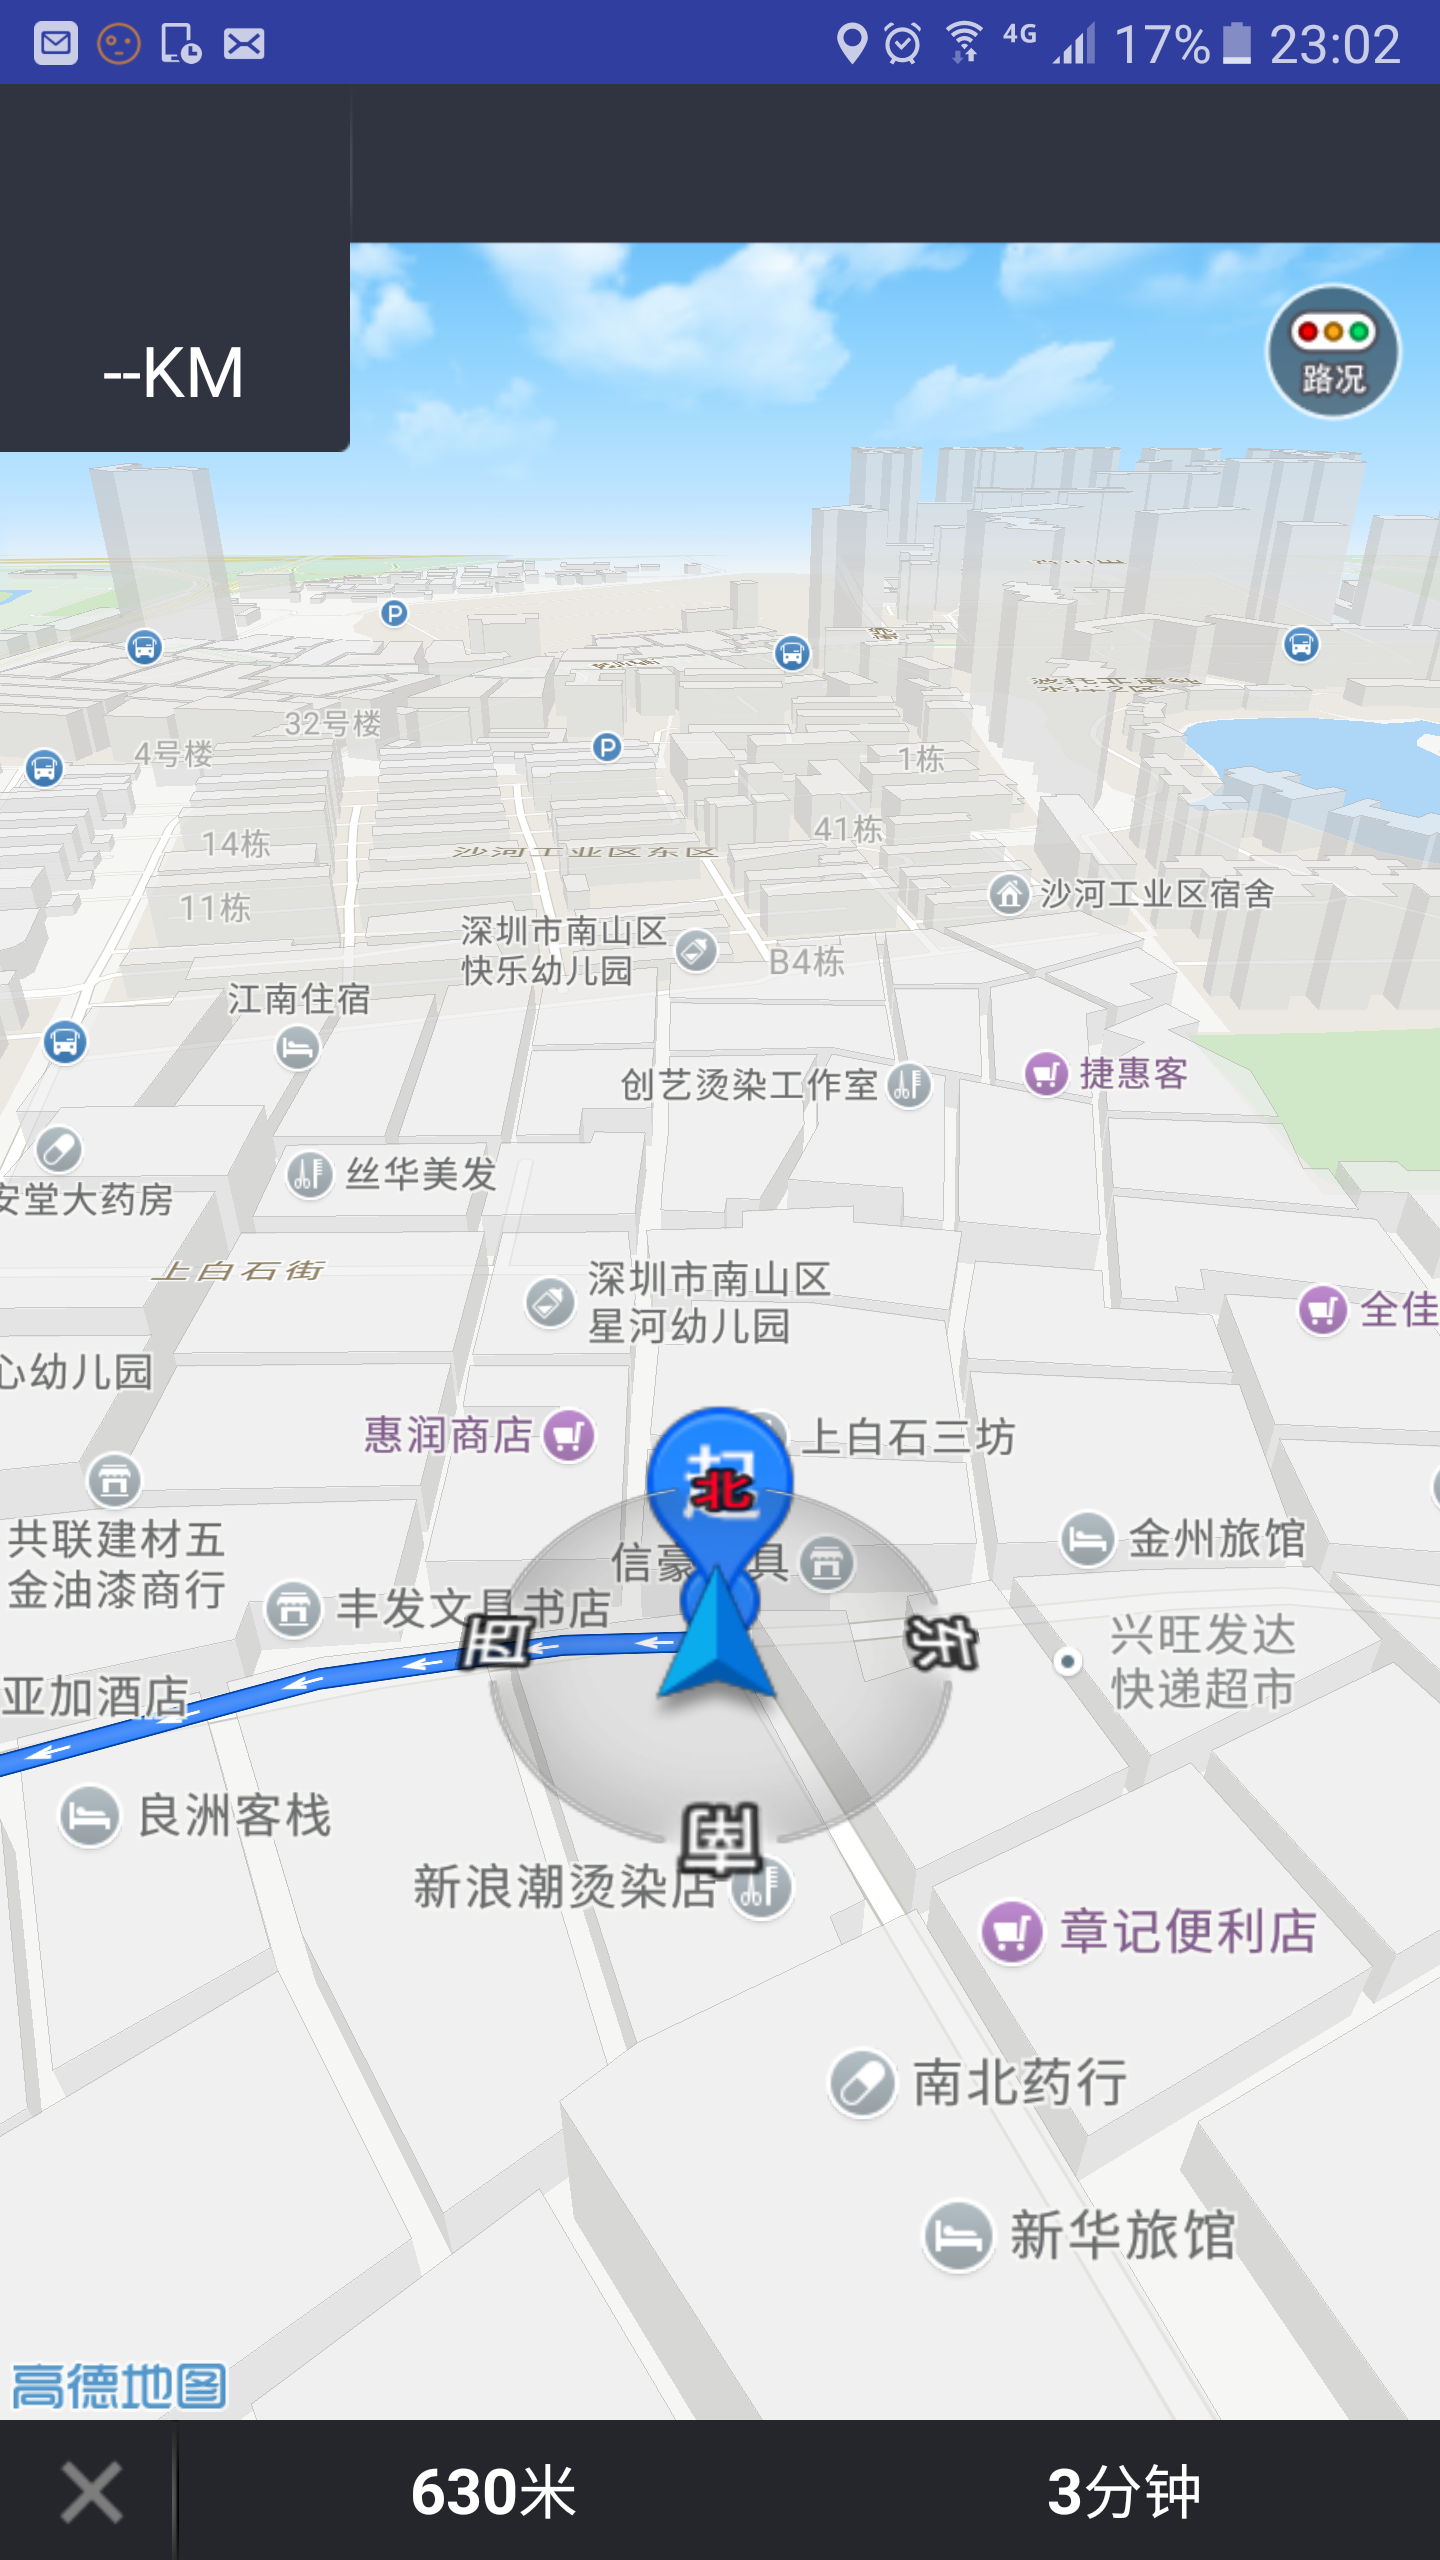 4G 17% 23:02
--KM
路况
32号楼
4号楼
1栋
14栋
41栋
沙河工业区东区
11栋
沙河工业区宿舍
深圳市南山区
快乐幼儿园
B4栋
江南住宿
创艺烫染工作室
捷惠客
丝华美发
安堂大药房
上白石街
深圳市南山区
星河幼儿园
全佳
心幼儿园
惠润商店
上白石三坊
起
北
共联建材五
金油漆商行
信豪
具
金州旅馆
丰发文具书店
西
东
兴旺发达
快递超市
亚加酒店
良洲客栈
南
新浪潮烫染店
章记便利店
南北药行
新华旅馆
高德地图
630米
3分钟